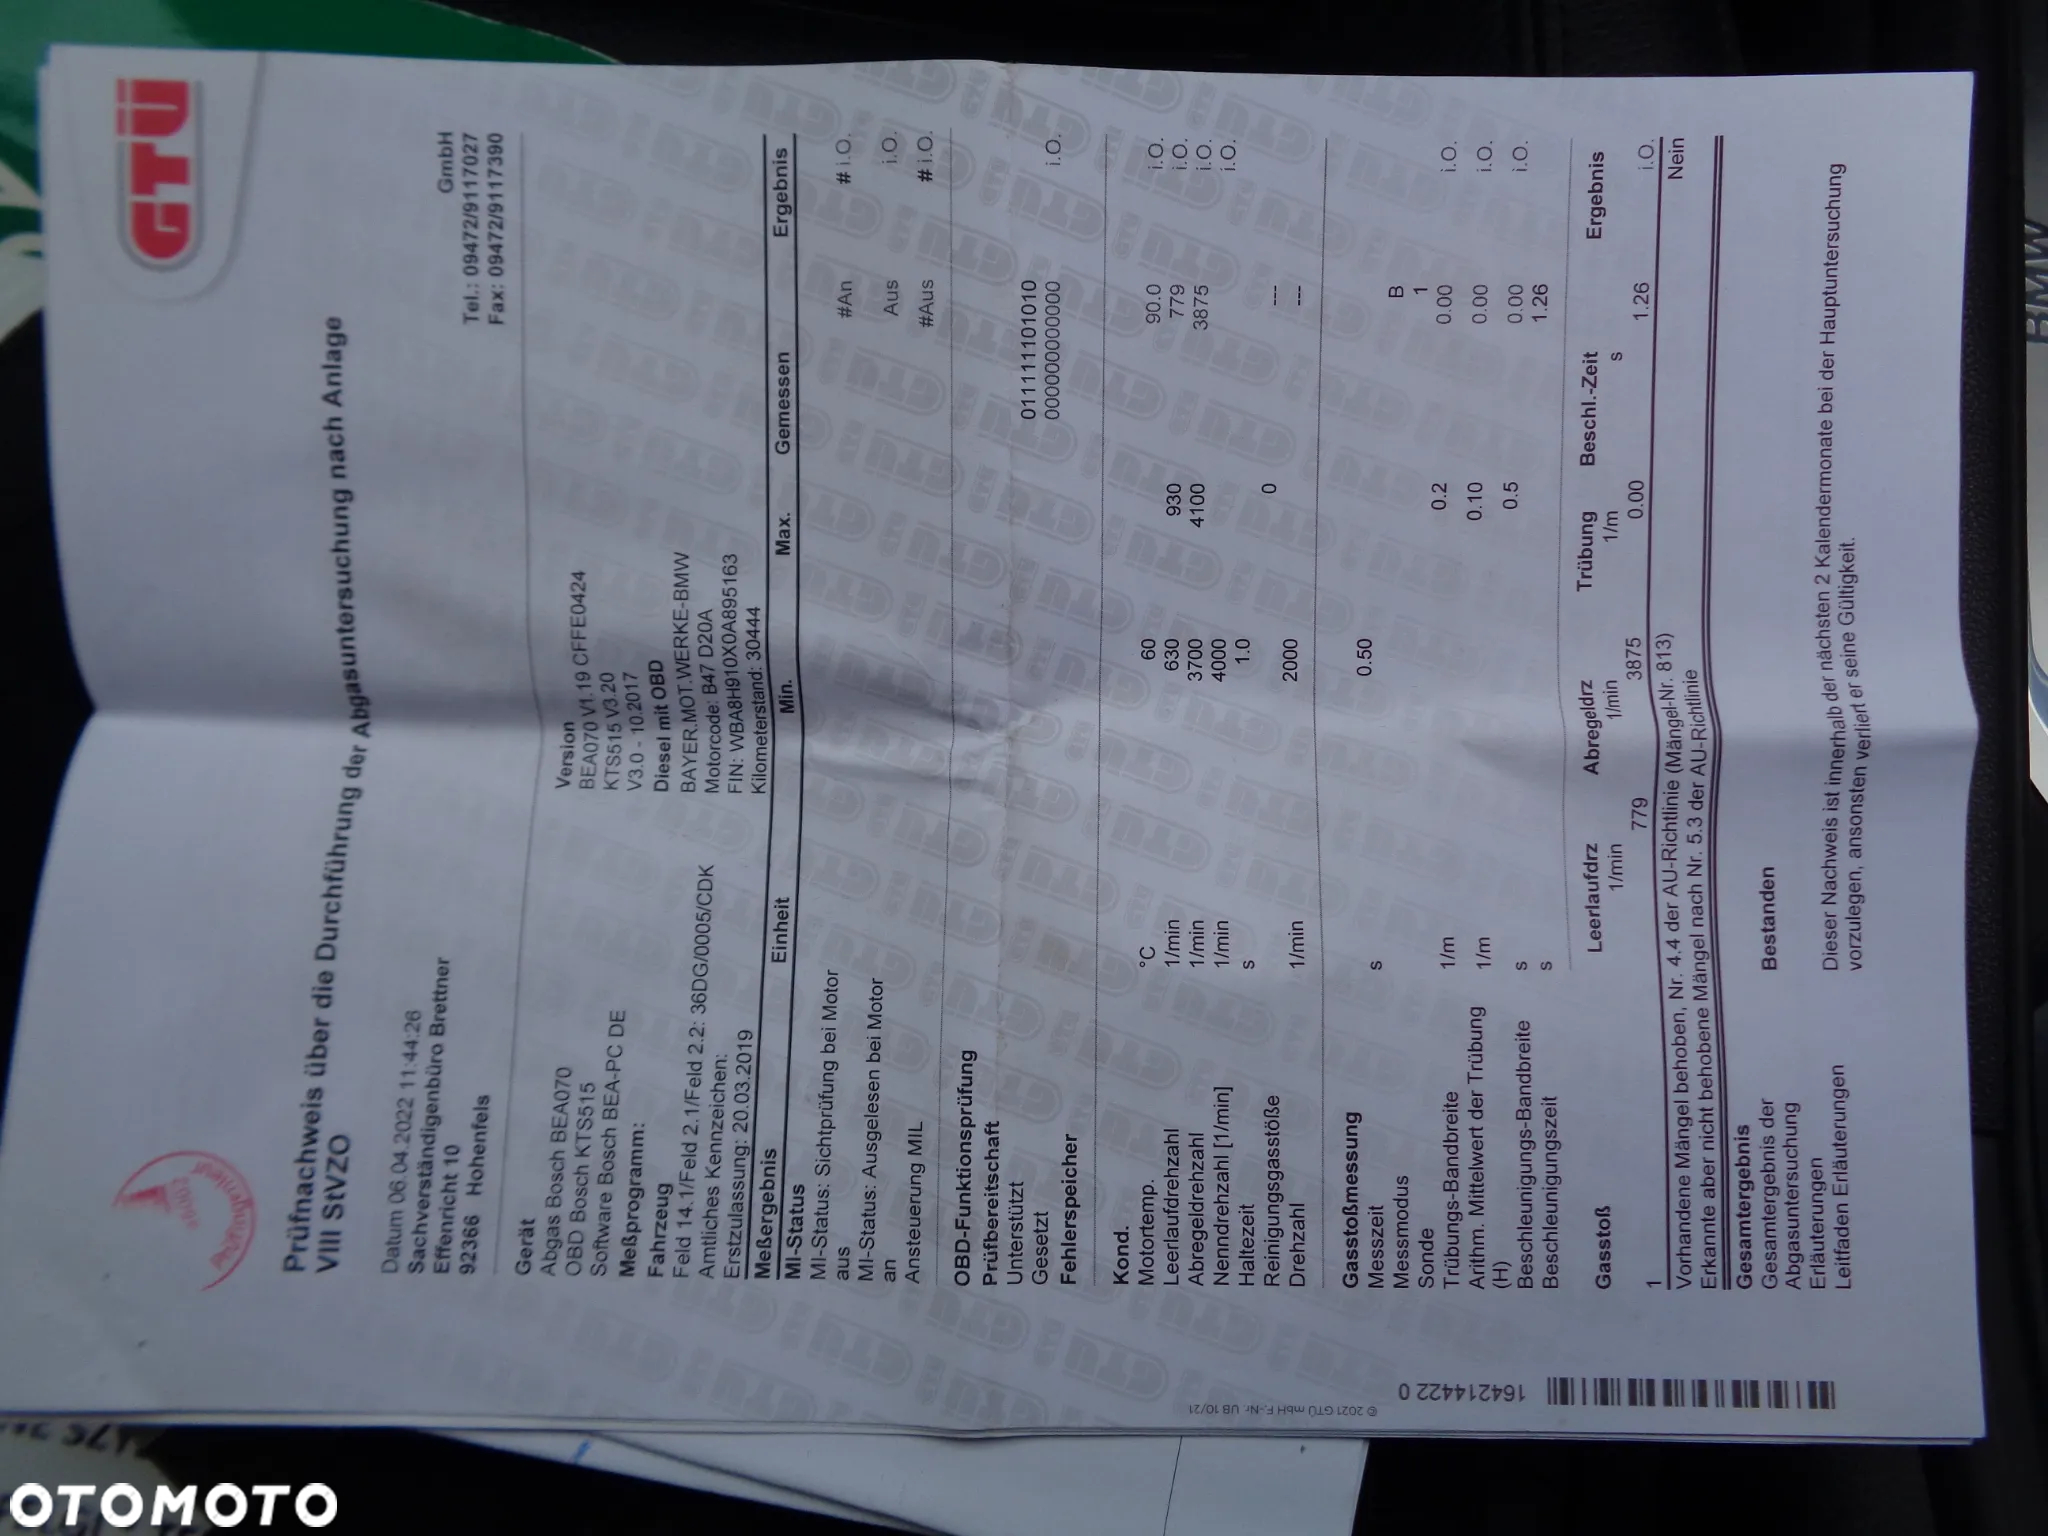 GTÜ
Prüfnachweis über die Durchführung der Abgasuntersuchung nach Anlage
VIII StVZO
Datum 06.04.2022 11:44:26
Sachverständigenbüro Brettner GmbH
Effenricht 10 Tel.: 09472/9117027
92366 Hohenfels Fax: 09472/9117390
Gerät Version
Abgas Bosch BEA070 BEA070 V1.19 CFFE0424
OBD Bosch KTS515 KTS515 V3.20
Software Bosch BEA-PC DE V3.0 - 10.2017
Meßprogramm: Diesel mit OBD
Fahrzeug BAYER.MOT.WERKE-BMW
Feld 14.1/Feld 2.1/Feld 2.2: 36DG/0005/CDK Motorcode: B47 D20A
Amtliches Kennzeichen: FIN: WBA8H910X0A895163
Erstzulassung: 20.03.2019 Kilometerstand: 30444
Meßergebnis Einheit Min. Max. Gemessen Ergebnis
MI-Status
MI-Status: Sichtprüfung bei Motor #An # i.O.
aus
MI-Status: Ausgelesen bei Motor Aus i.O.
an
Ansteuerung MIL #Aus # i.O.
OBD-Funktionsprüfung
Prüfbereitschaft
Unterstützt 011111101010
Gesetzt 000000000000
Fehlerspeicher i.O.
Kond.
Motortemp. °C 60 90.0 i.O.
Leerlaufdrehzahl 1/min 630 930 779 i.O.
Abregeldrehzahl 1/min 3700 4100 3875 i.O.
Nenndrehzahl [1/min] 1/min 4000 i.O.
Haltezeit s 1.0
Reinigungsgasstöße 0 ---
Drehzahl 1/min 2000 ---
Gasstoßmessung
Messzeit s 0.50
Messmodus B
Sonde 1
Trübungs-Bandbreite 1/m 0.2 0.00 i.O.
Arithm. Mittelwert der Trübung 1/m 0.10 0.00 i.O.
(H)
Beschleunigungs-Bandbreite s 0.5 0.00 i.O.
Beschleunigungszeit s 1.26
Gasstoß Leerlaufdrz Abregeldrz Trübung Beschl.-Zeit Ergebnis
1/min 1/min 1/m s
1 779 3875 0.00 1.26 i.O.
Vorhandene Mängel behoben, Nr. 4.4 der AU-Richtlinie (Mängel-Nr. 813) Nein
Erkannte aber nicht behobene Mängel nach Nr. 5.3 der AU-Richtlinie
Gesamtergebnis
Gesamtergebnis der Bestanden
Abgasuntersuchung
Erläuterungen Dieser Nachweis ist innerhalb der nächsten 2 Kalendermonate bei der Hauptuntersuchung
Leitfaden Erläuterungen vorzulegen, ansonsten verliert er seine Gültigkeit.
© 2021 GTÜ mbH F.-Nr. U8 10/21
164214422 0
BMW
OTOMOTO